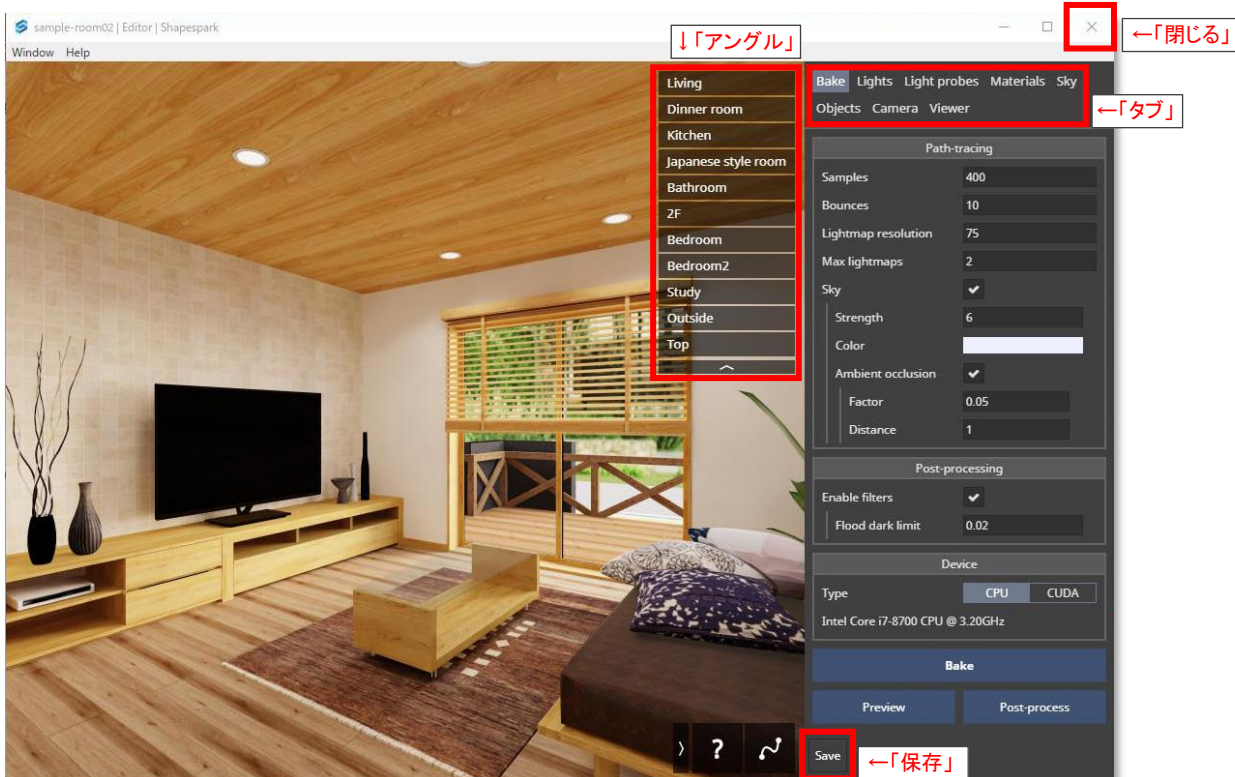 sample-room02 | Editor | Shapespark
Window Help
↓「アングル」
←「閉じる」
Living
Dinner room
Kitchen
Japanese style room
Bathroom
2F
Bedroom
Bedroom2
Study
Outside
Top
Bake Lights Light probes Materials Sky
Objects Camera Viewer
←「タブ」
Path-tracing
Samples 400
Bounces 10
Lightmap resolution 75
Max lightmaps 2
Sky
Strength 6
Color
Ambient occlusion
Factor 0.05
Distance 1
Post-processing
Enable filters
Flood dark limit 0.02
Device
Type CPU CUDA
Intel Core i7-8700 CPU @ 3.20GHz
Bake
Preview Post-process
?
Save
←「保存」